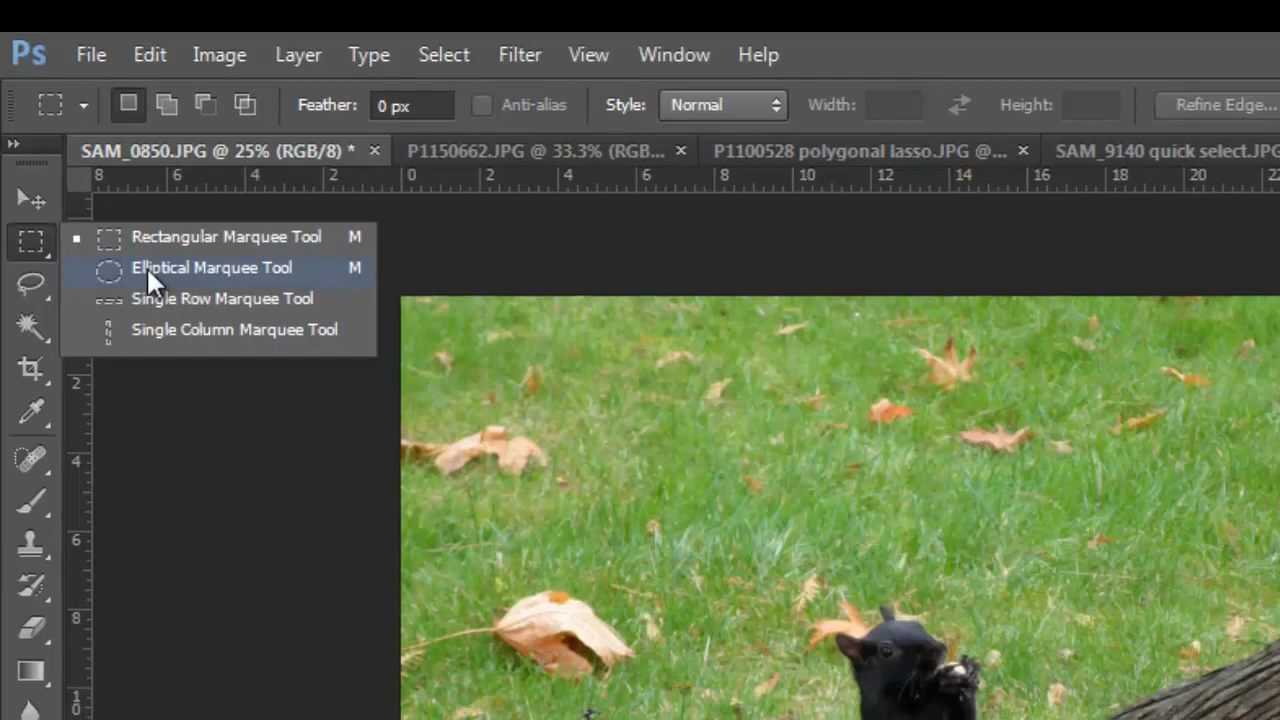 Ps File Edit Image Layer Type Select Filter View Window Help
Feather: 0 px Anti-alias Style: Normal Width: Height: Refine Edge...
SAM_0850.JPG @ 25% (RGB/8) * × P1150662.JPG @ 33.3% (RGB... × P1100528 polygonal lasso.JPG @... × SAM_9140 quick select.JPG
8 6 4 2 0 2 4 6 8 10 12 14 16 18 20 22
Rectangular Marquee Tool M
Elliptical Marquee Tool M
Single Row Marquee Tool
Single Column Marquee Tool
2
4
6
8
10